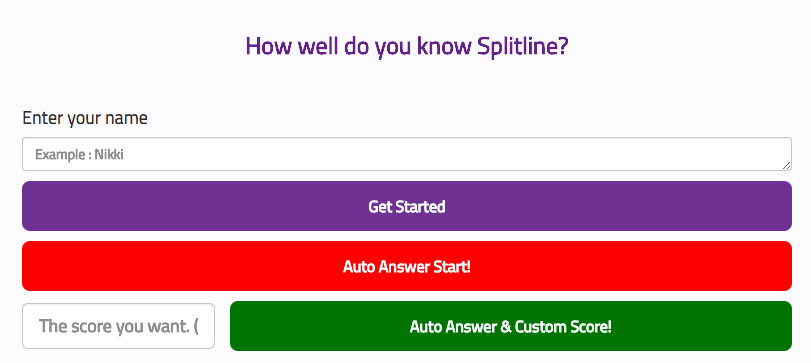 How well do you know Splitline?
Enter your name
Example : Nikki
Get Started
Auto Answer Start!
The score you want. (
Auto Answer & Custom Score!